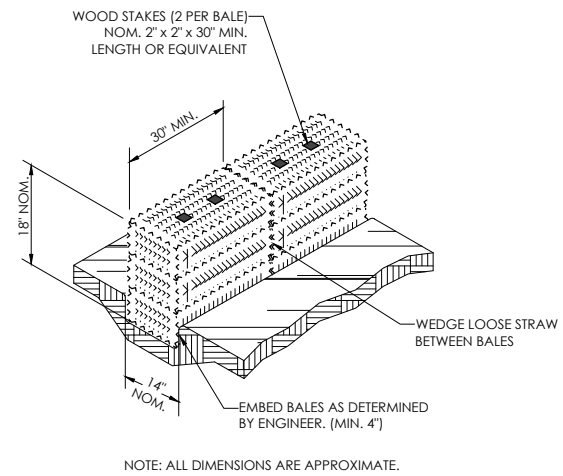 WOOD STAKES (2 PER BALE)
NOM. 2" x 2" x 30" MIN.
LENGTH OR EQUIVALENT
30" MIN.
18" NOM.
WEDGE LOOSE STRAW
BETWEEN BALES
14"
NOM.
EMBED BALES AS DETERMINED
BY ENGINEER. (MIN. 4")
NOTE: ALL DIMENSIONS ARE APPROXIMATE.